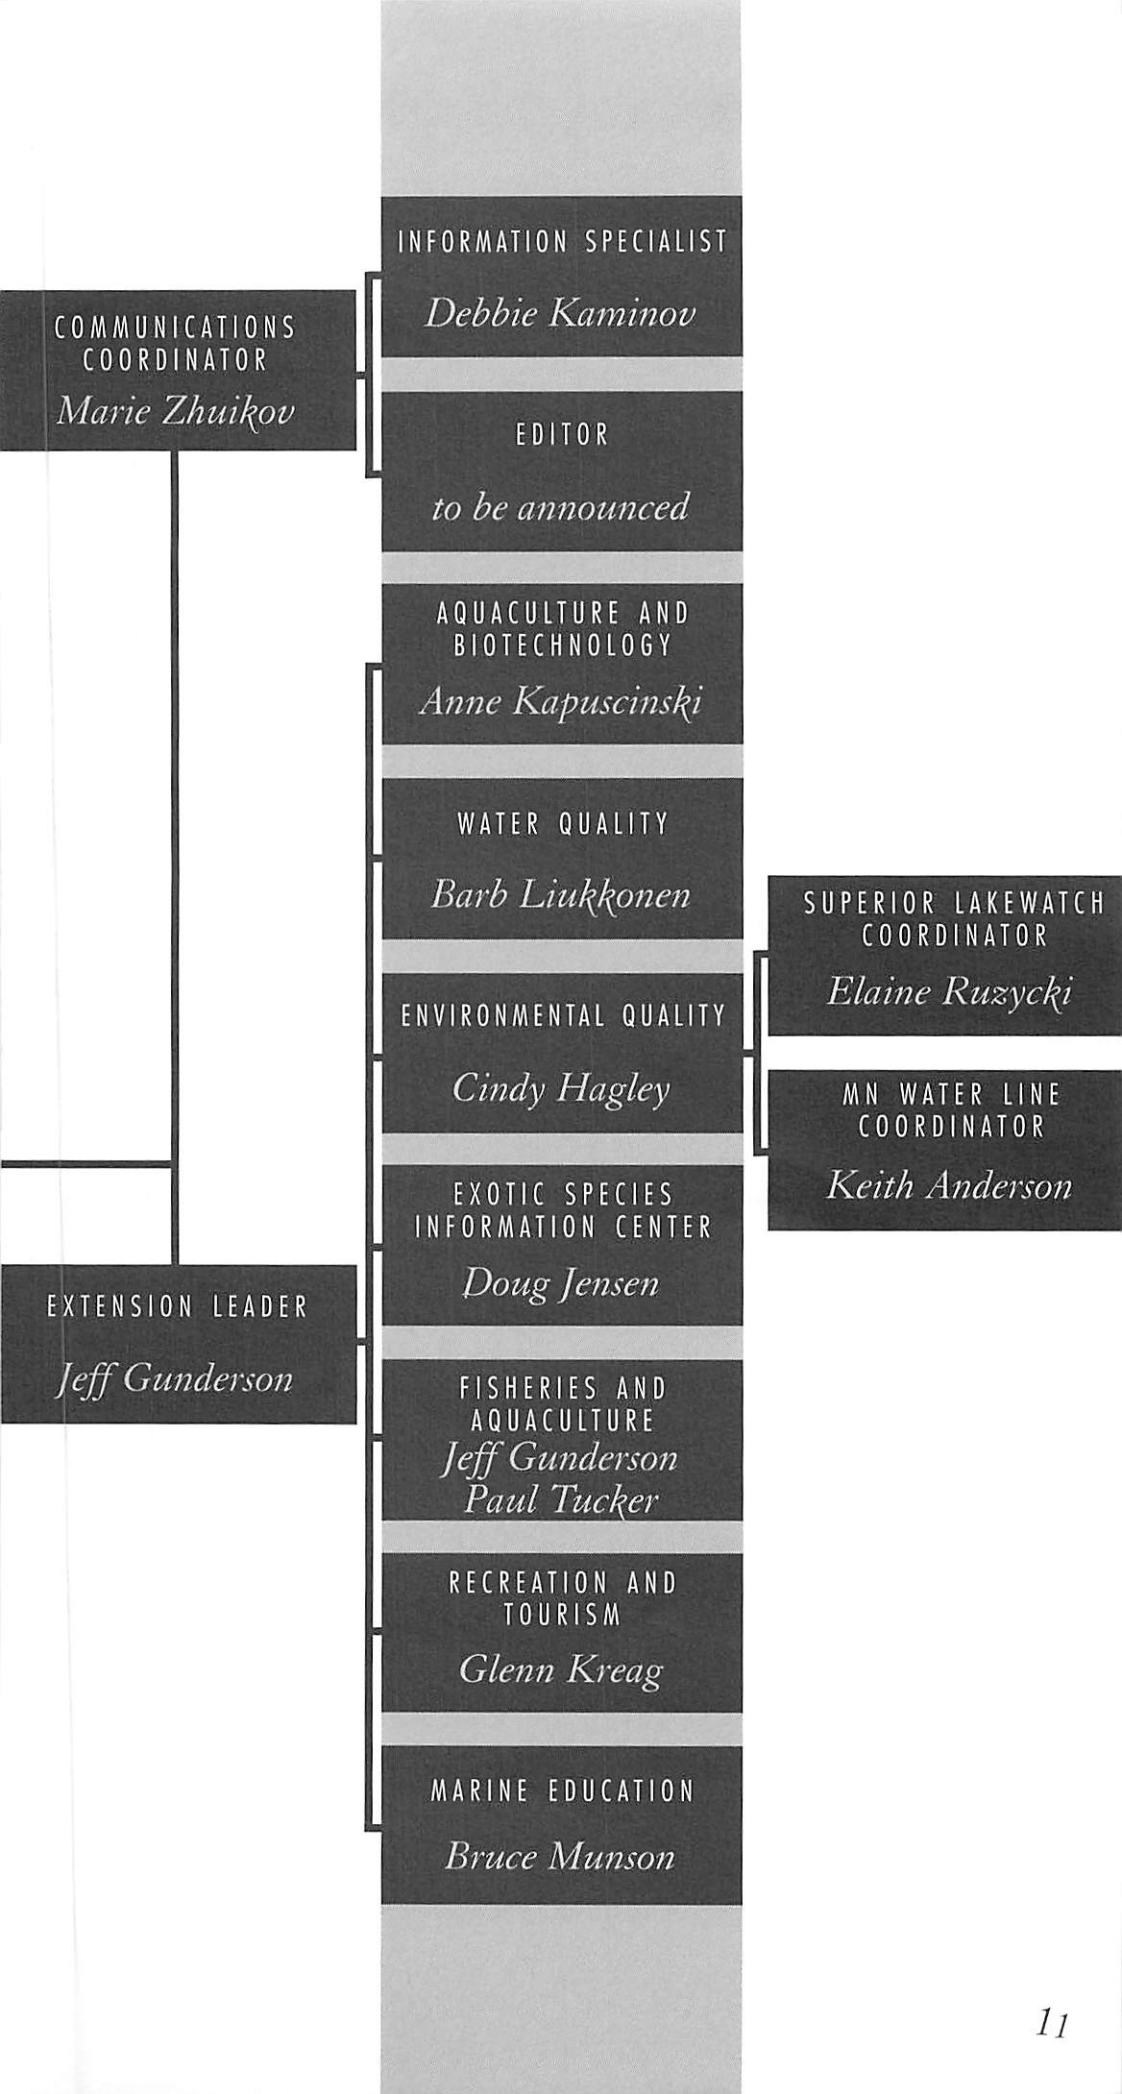 COMMUNICATIONS
COORDINATOR
Marie Zhuikov
EXTENSION LEADER
Jeff Gunderson
INFORMATION SPECIALIST
Debbie Kaminov
EDITOR
to be announced
AQUACULTURE AND
BIOTECHNOLOGY
Anne Kapuscinski
WATER QUALITY
Barb Liukkonen
ENVIRONMENTAL QUALITY
Cindy Hagley
EXOTIC SPECIES
INFORMATION CENTER
Doug Jensen
FISHERIES AND
AQUACULTURE
Jeff Gunderson
Paul Tucker
RECREATION AND
TOURISM
Glenn Kreag
MARINE EDUCATION
Bruce Munson
SUPERIOR LAKEWATCH
COORDINATOR
Elaine Ruzycki
MN WATER LINE
COORDINATOR
Keith Anderson
11